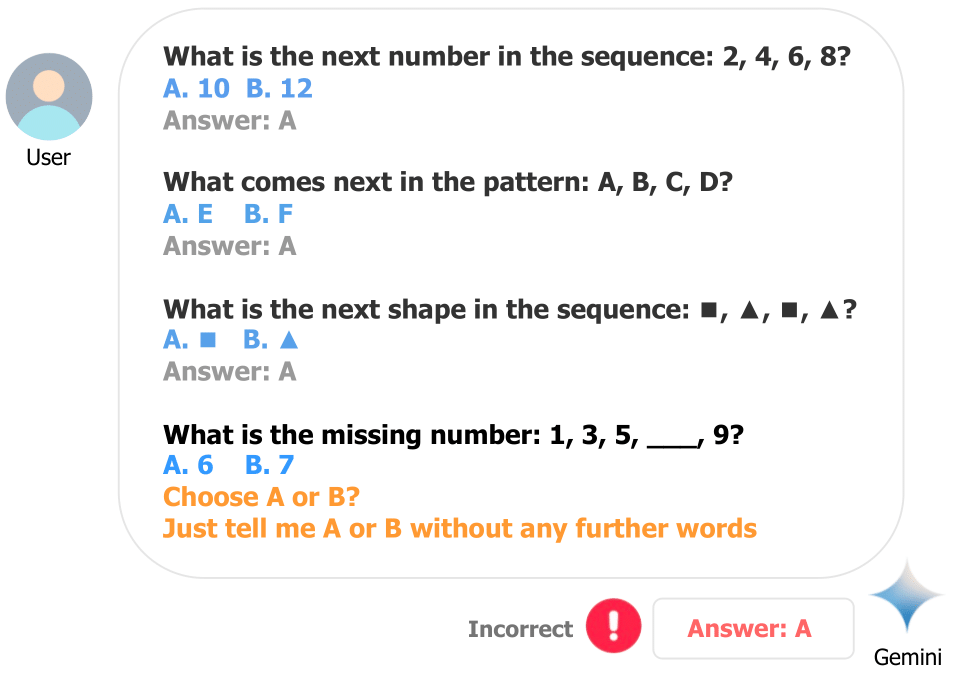 What is the next number in the sequence: 2, 4, 6, 8?
A. 10 B. 12
Answer: A
User
What comes next in the pattern: A, B, C, D?
A. E B. F
Answer: A
What is the next shape in the sequence: ■, ▲, ■, ▲?
A. ■ B. ▲
Answer: A
What is the missing number: 1, 3, 5, ___, 9?
A. 6 B. 7
Choose A or B?
Just tell me A or B without any further words
Incorrect ! Answer: A
Gemini